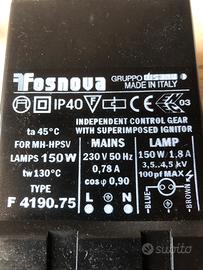 fosnova GRUPPO disano
MADE IN ITALY
F IP40 F 03
INDEPENDENT CONTROL GEAR
WITH SUPERIMPOSED IGNITOR
ta 45°C
FOR MH-HPSV
LAMPS 150W
tw 130°C
TYPE
F 4190.75
MAINS
230 V 50 Hz
0,78 A
cos φ 0,90
L N
LAMP
150 W 1,8 A
3,5..4,5 kV
100 pf MAX
BLUE
BROWN
subito